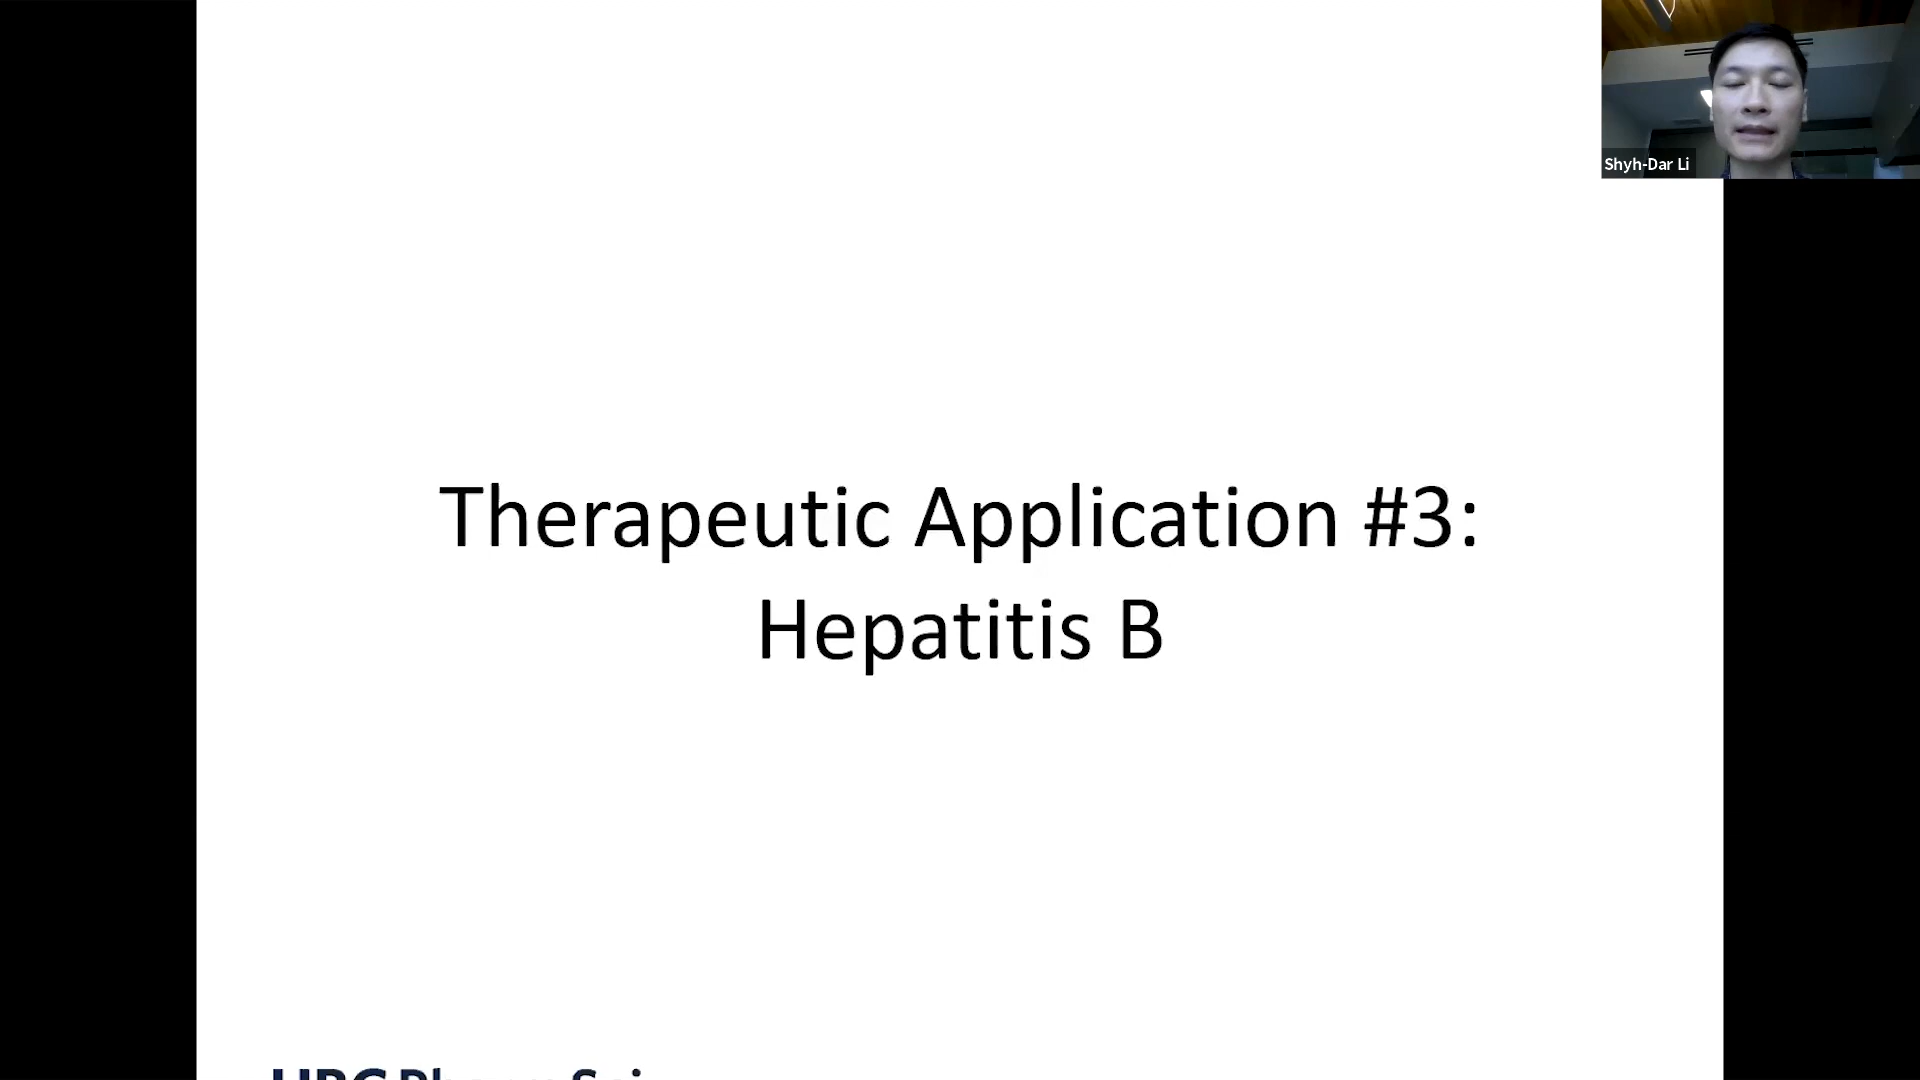 Therapeutic Application #3:
Hepatitis B
Shyh-Dar Li
UBC Pharm Sci